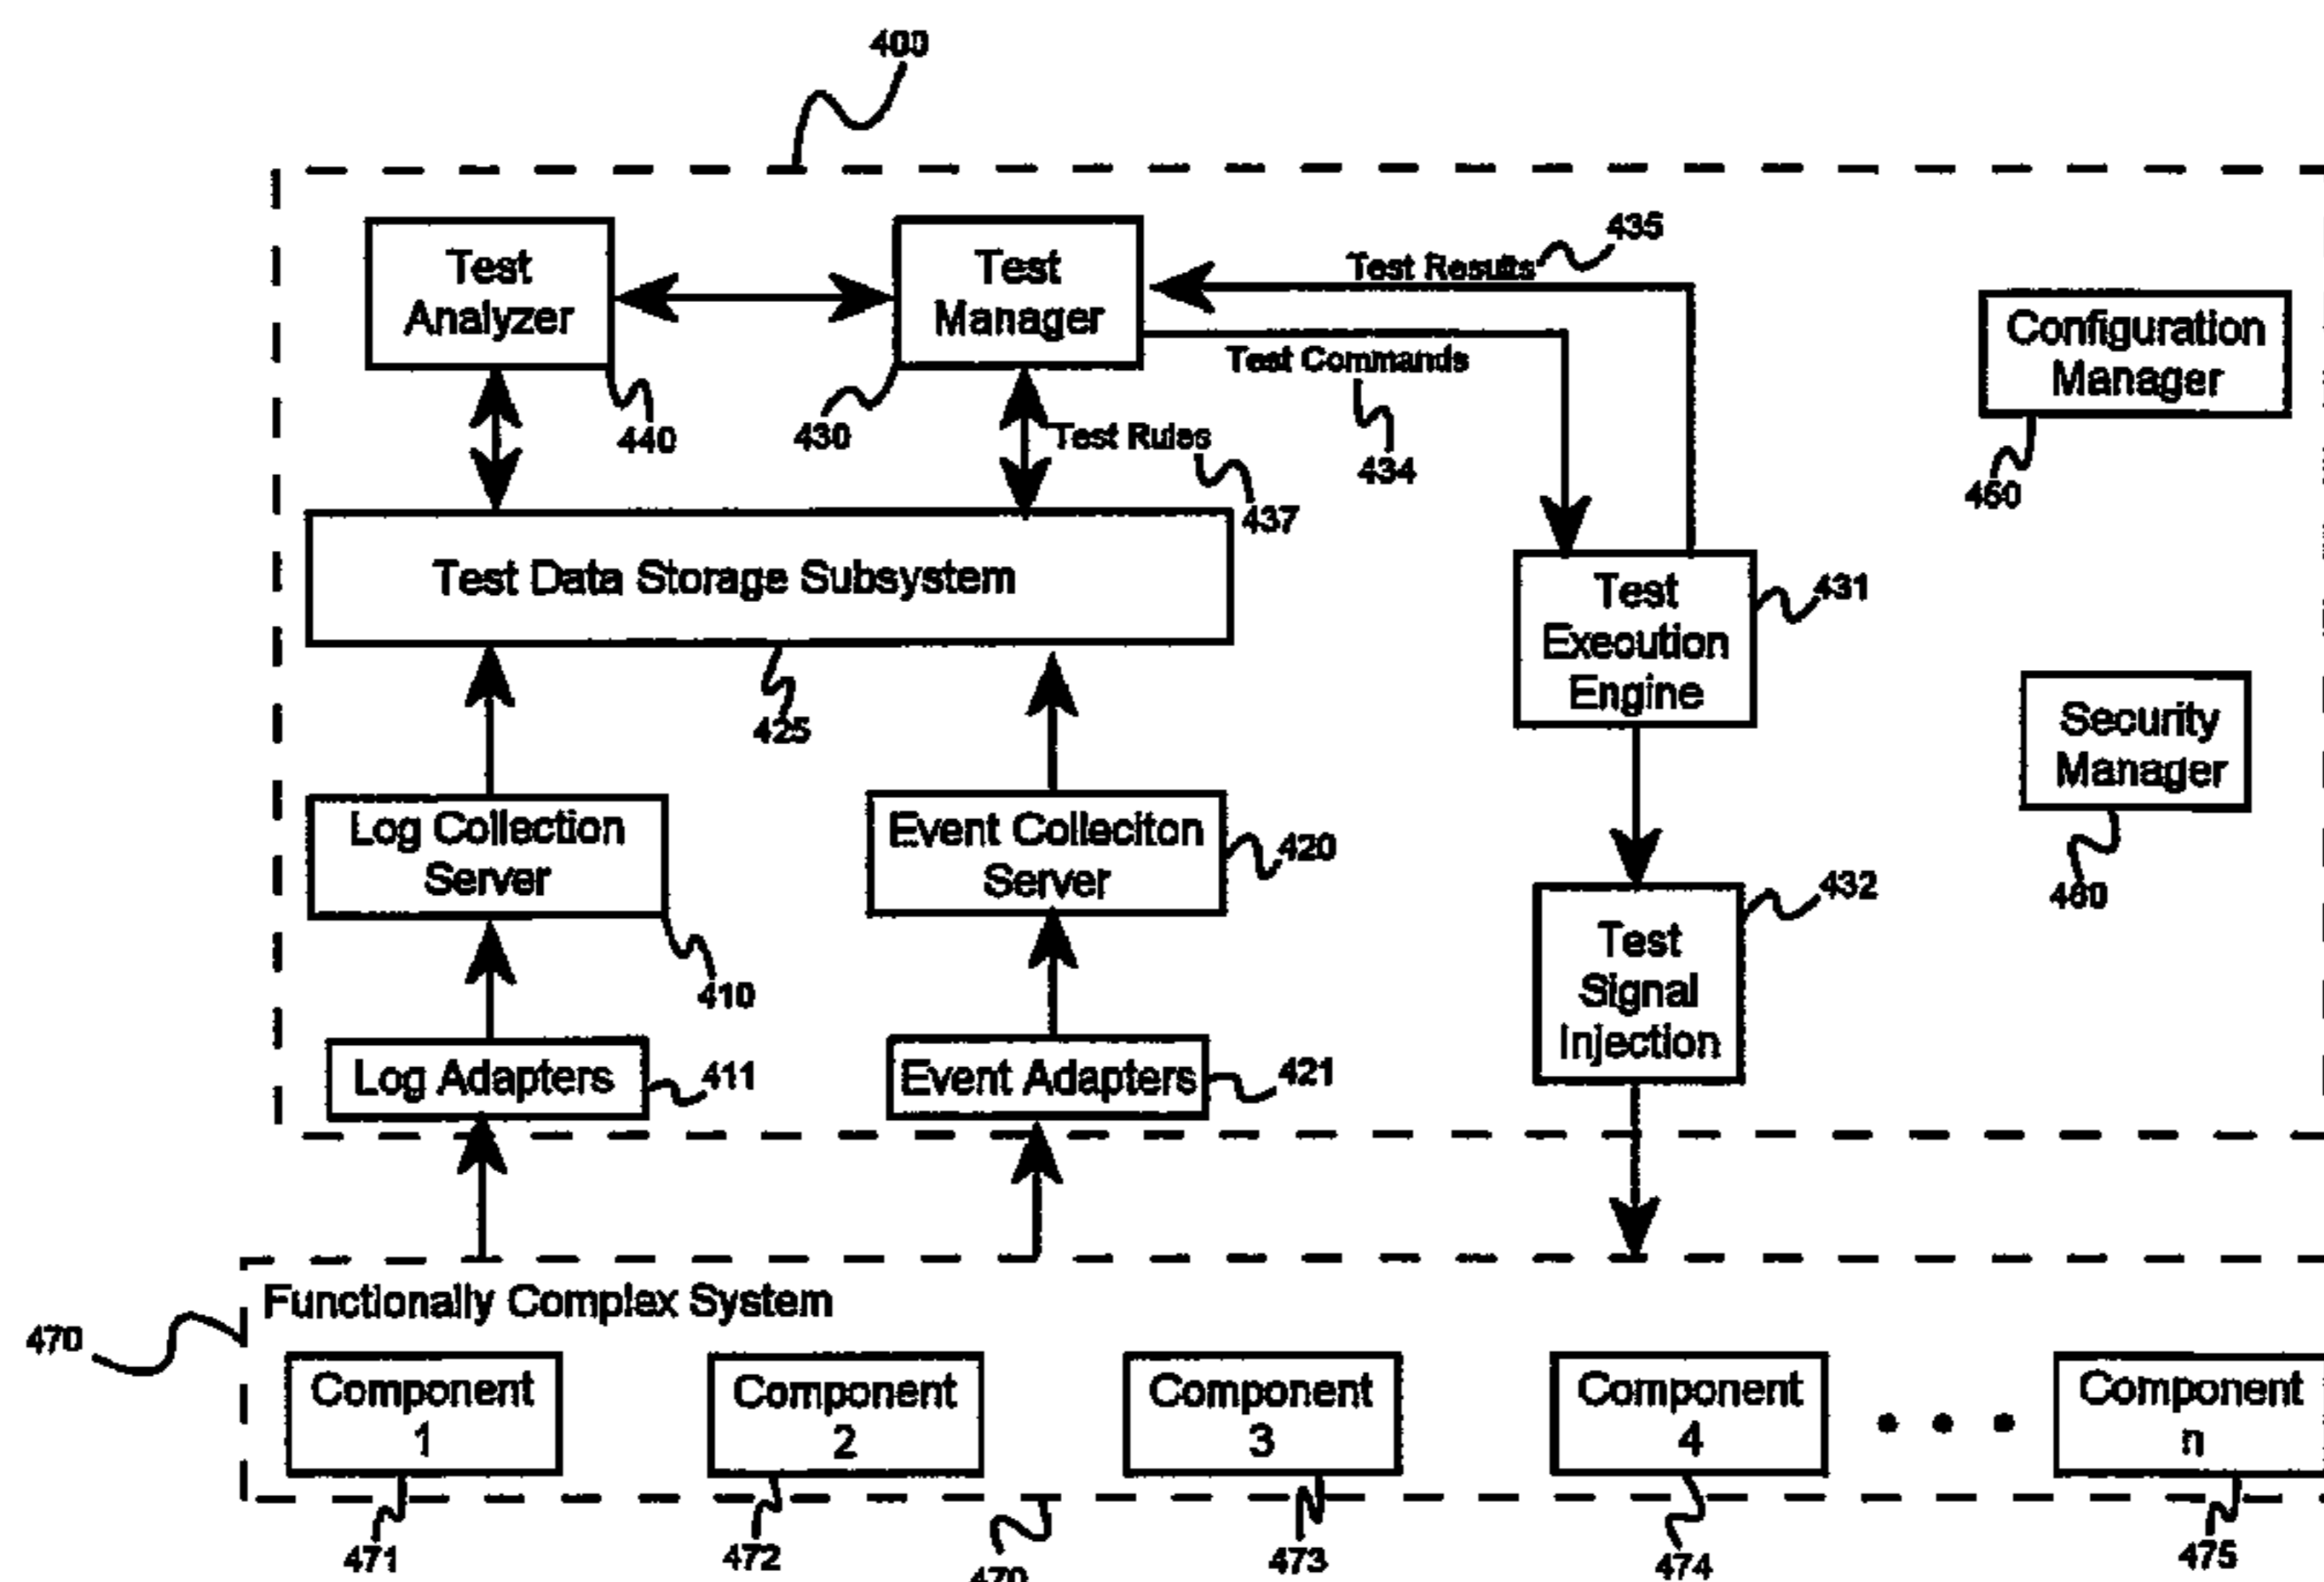 400
Test
Analyzer
Test
Manager
Test Results
435
Test Commands
434
Configuration
Manager
450
440
430
Test Rules
437
Test Data Storage Subsystem
425
Test
Execution
Engine
431
Security
Manager
460
Log Collection
Server
410
Event Colleciton
Server
420
Test
Signal
Injection
432
Log Adapters
411
Event Adapters
421
Functionally Complex System
470
Component
1
Component
2
Component
3
Component
4
Component
n
471
472
470
473
474
475